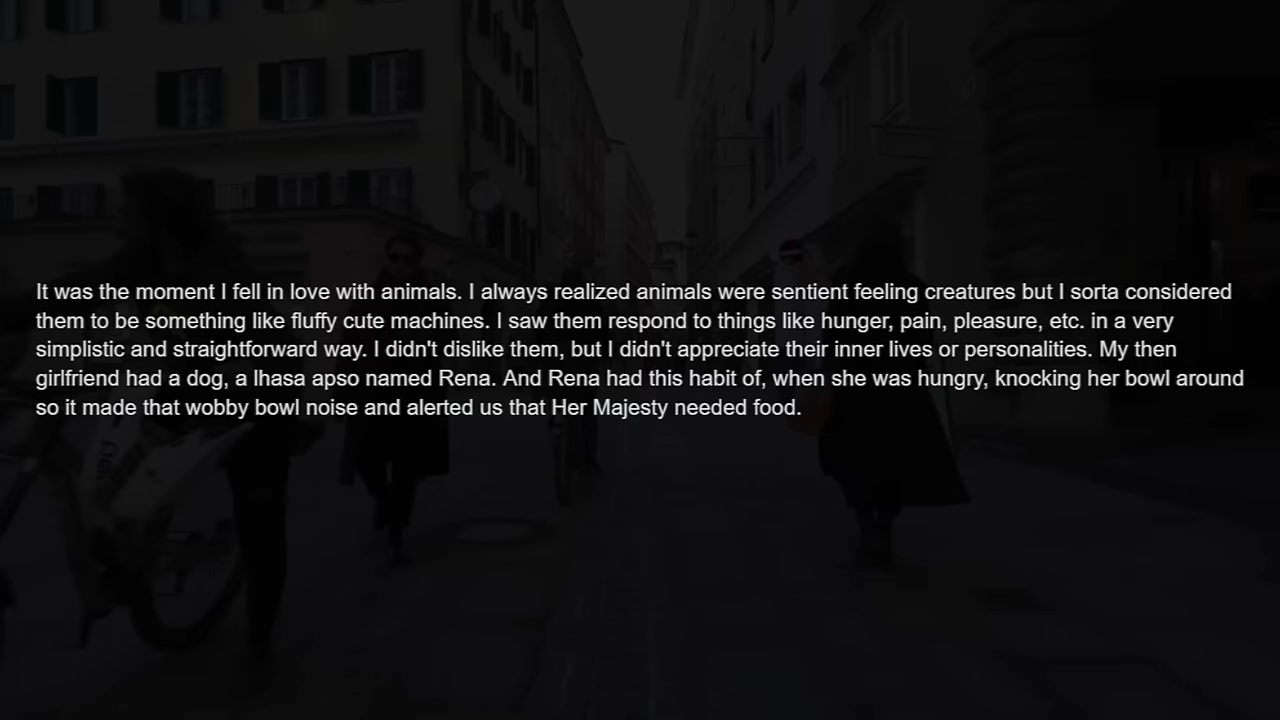 It was the moment I fell in love with animals. I always realized animals were sentient feeling creatures but I sorta considered
them to be something like fluffy cute machines. I saw them respond to things like hunger, pain, pleasure, etc. in a very
simplistic and straightforward way. I didn't dislike them, but I didn't appreciate their inner lives or personalities. My then
girlfriend had a dog, a lhasa apso named Rena. And Rena had this habit of, when she was hungry, knocking her bowl around
so it made that wobby bowl noise and alerted us that Her Majesty needed food.